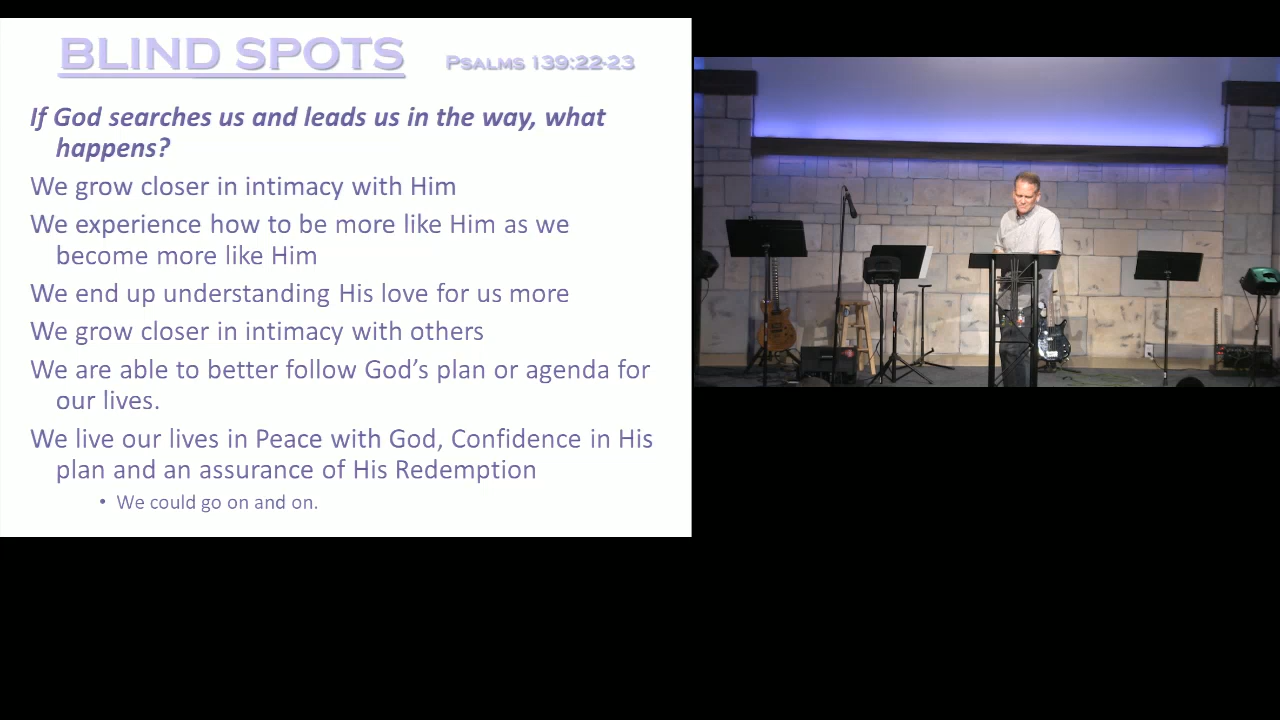 BLIND SPOTS Psalms 139:22-23
If God searches us and leads us in the way, what
happens?
We grow closer in intimacy with Him
We experience how to be more like Him as we
become more like Him
We end up understanding His love for us more
We grow closer in intimacy with others
We are able to better follow God’s plan or agenda for
our lives.
We live our lives in Peace with God, Confidence in His
plan and an assurance of His Redemption
• We could go on and on.